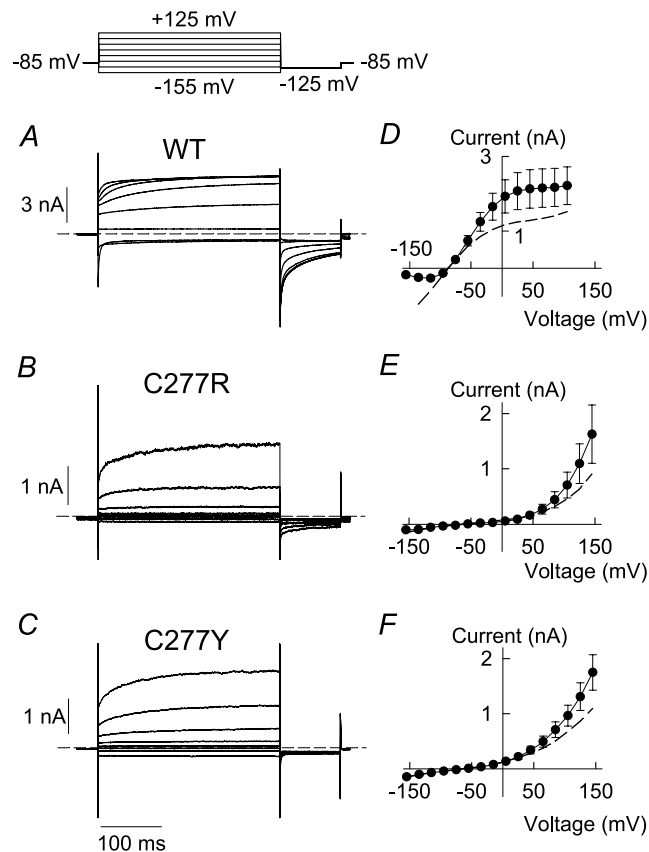 +125 mV
-85 mV
-85 mV
-155 mV
-125 mV
A
WT
3 nA
D
Current (nA)
3
1
-150
-50
50
150
Voltage (mV)
B
C277R
1 nA
E
Current (nA)
2
1
-150
-50
50
150
Voltage (mV)
C
C277Y
1 nA
100 ms
F
Current (nA)
2
1
-150
-50
50
150
Voltage (mV)